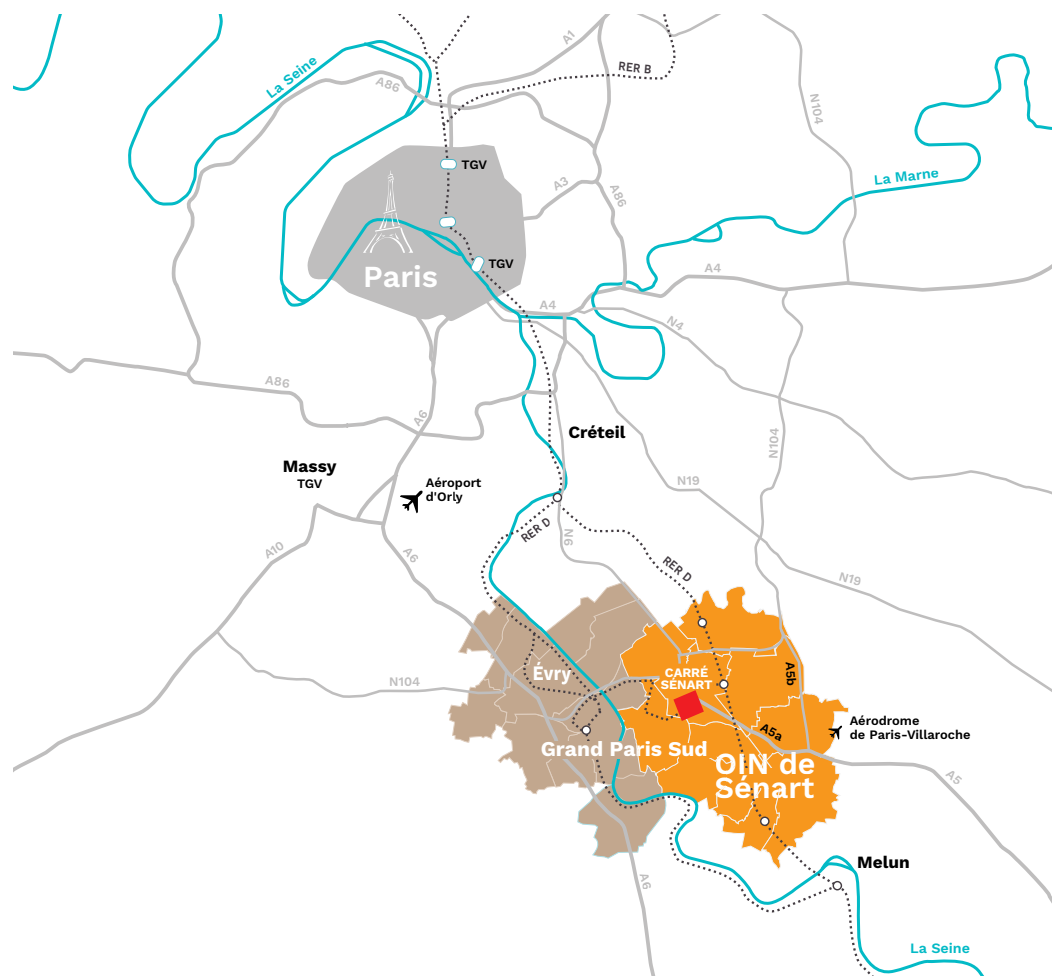 A1
RER B
La Seine
A86
N104
TGV
La Marne
A3
A86
TGV
Paris
A4
A4
N4
A86
A6
Créteil
N104
Massy
TGV
Aéroport
d'Orly
N19
RER D
N6
A10
A6
RER D
N19
Évry
CARRÉ
SÉNART
A5b
N104
A5a
Aérodrome
de Paris-Villaroche
Grand Paris Sud
OIN de
Sénart
A5
Melun
A6
La Seine